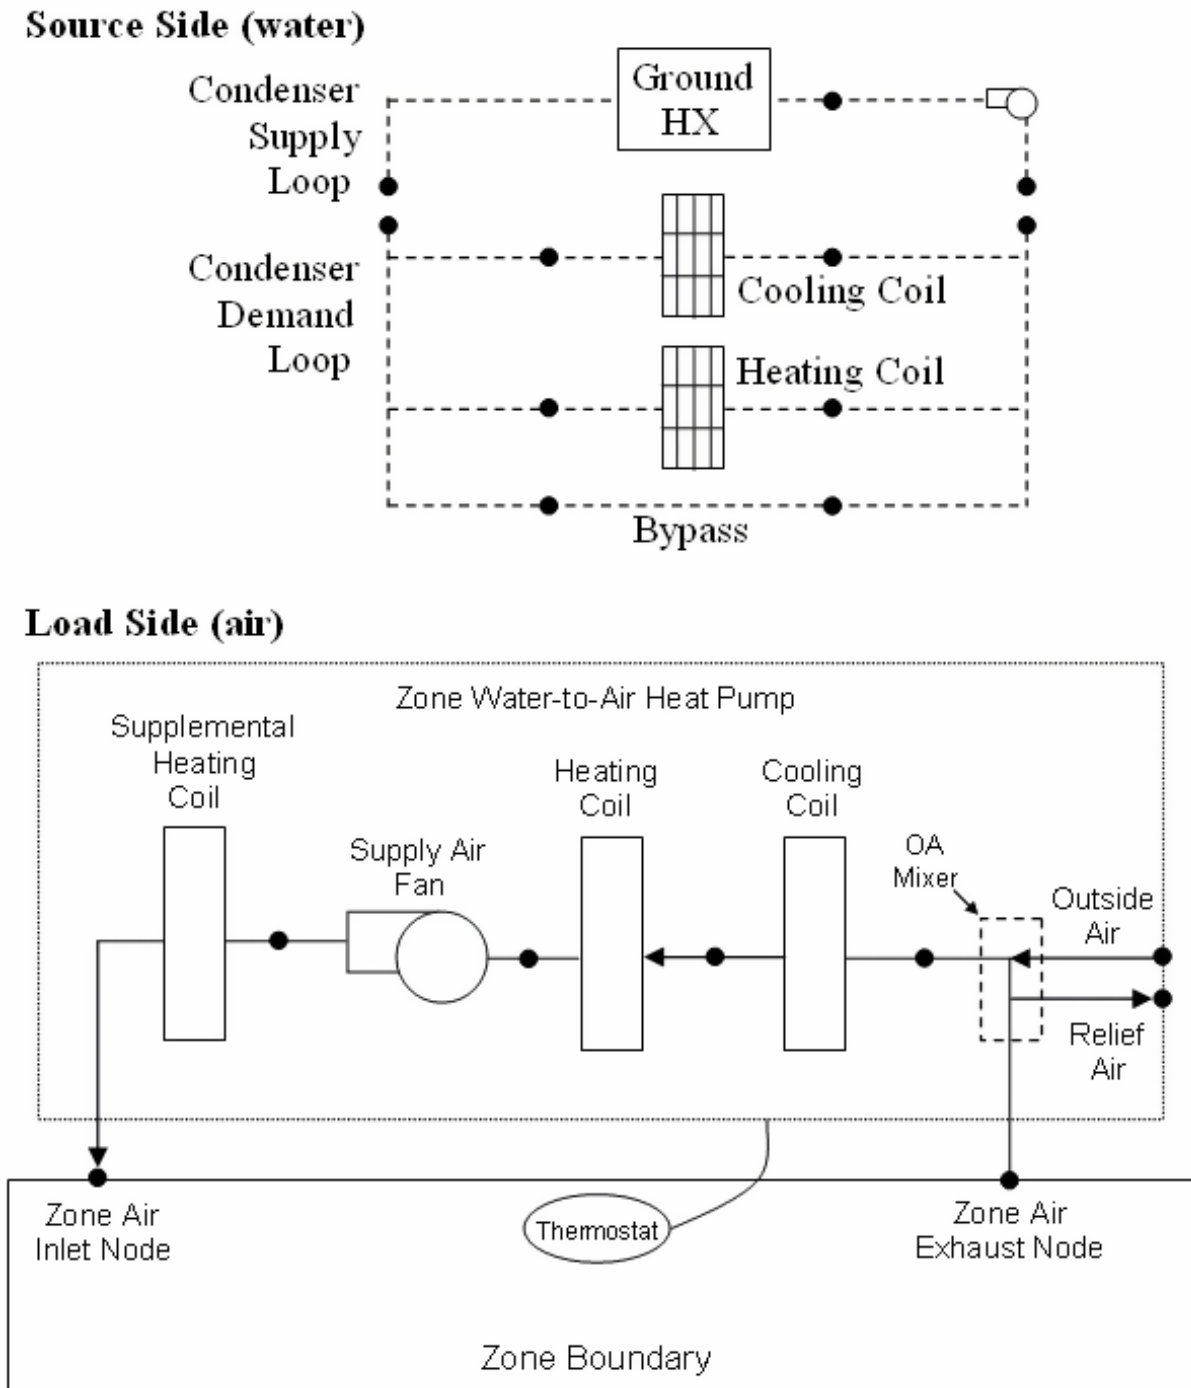 Source Side (water)
Condenser
Supply
Loop
Ground
HX
Condenser
Demand
Loop
Cooling Coil
Heating Coil
Bypass
Load Side (air)
Zone Water-to-Air Heat Pump
Supplemental
Heating
Coil
Supply Air
Fan
Heating
Coil
Cooling
Coil
OA
Mixer
Outside
Air
Relief
Air
Zone Air
Inlet Node
Thermostat
Zone Air
Exhaust Node
Zone Boundary